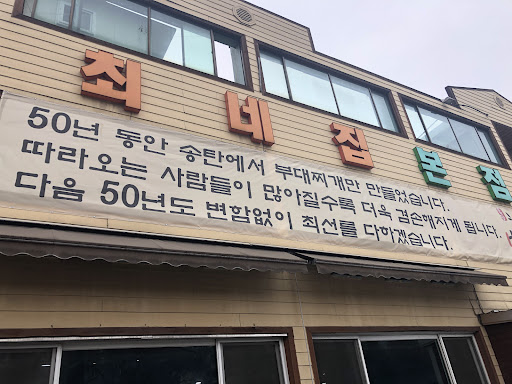 최네집 본점
50년 동안 송탄에서 부대찌개만 만들었습니다.
따라오는 사람들이 많아질수록 더욱 겸손해지게 됩니다.
다음 50년도 변함없이 최선을 다하겠습니다.